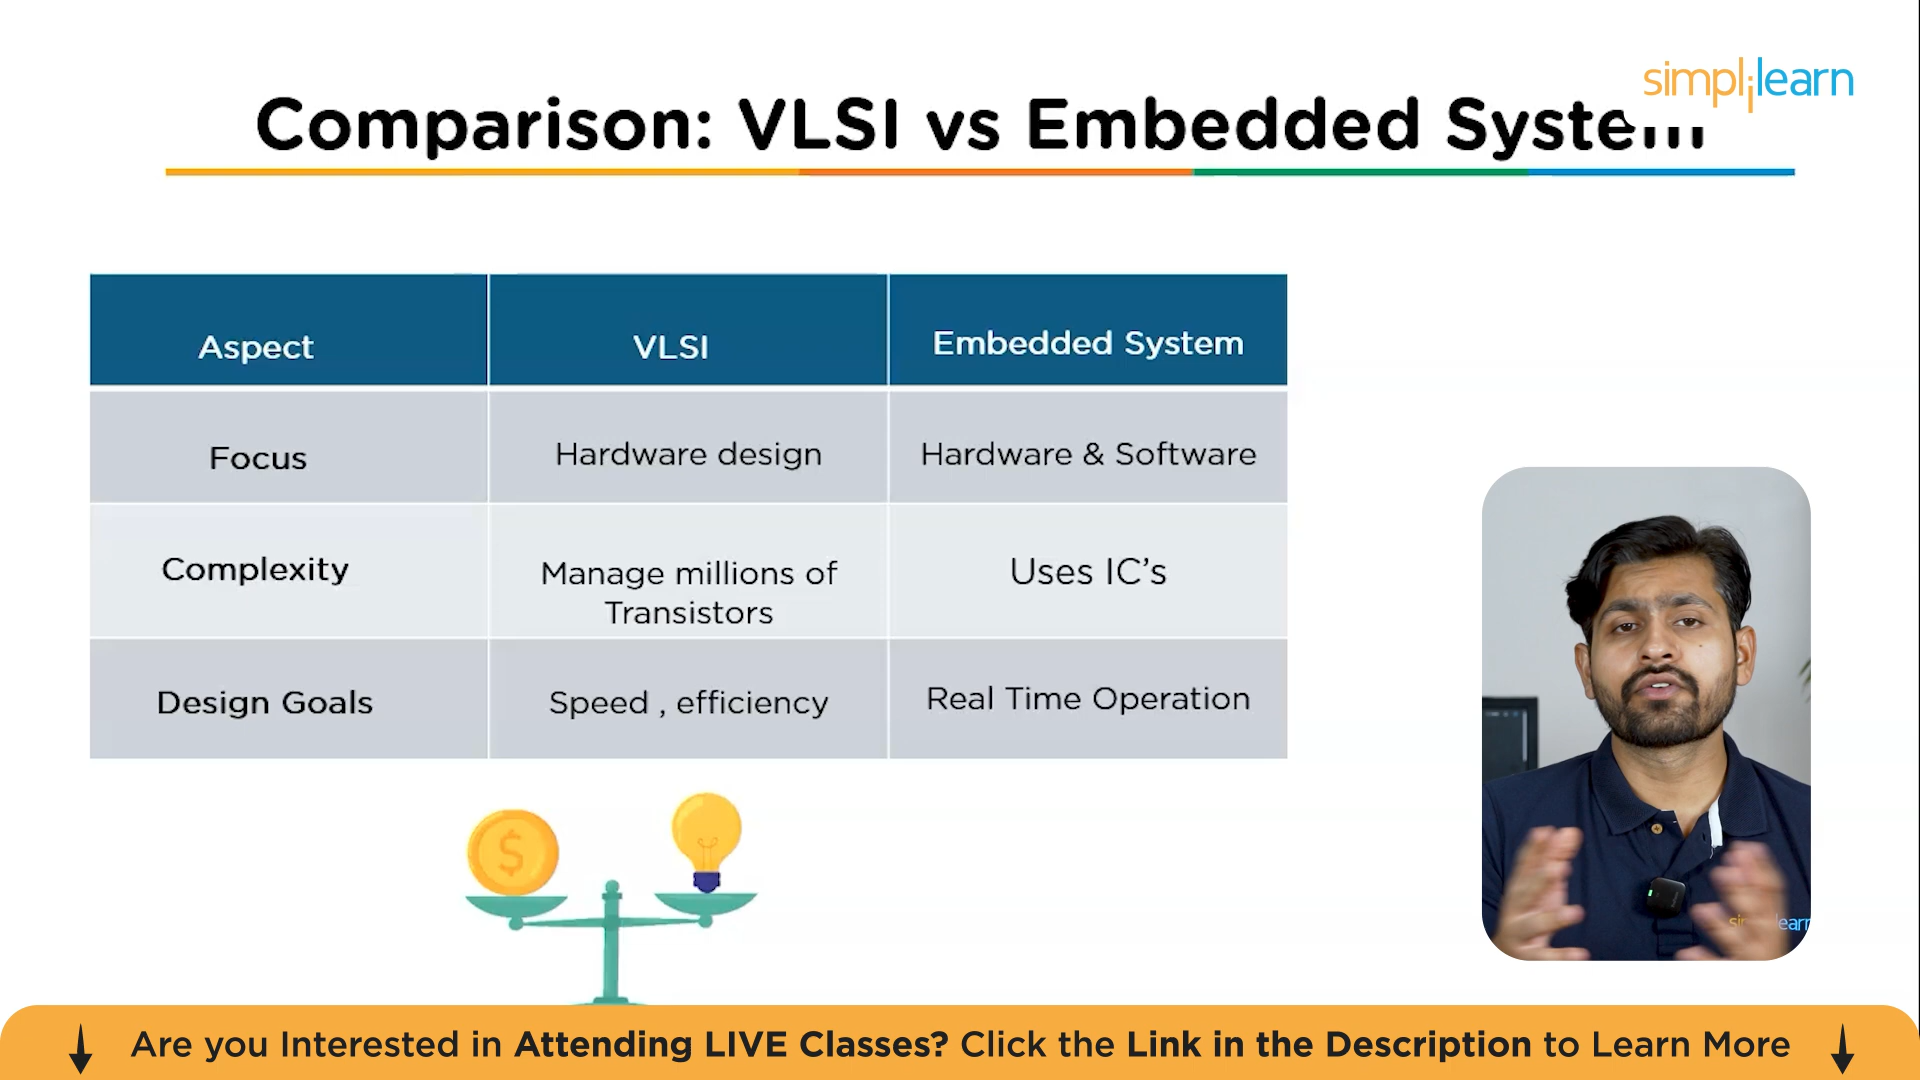 simplilearn
Comparison: VLSI vs Embedded System
Aspect
VLSI
Embedded System
Focus
Hardware design
Hardware & Software
Complexity
Manage millions of
Transistors
Uses IC's
Design Goals
Speed , efficiency
Real Time Operation
$
Are you Interested in Attending LIVE Classes? Click the Link in the Description to Learn More